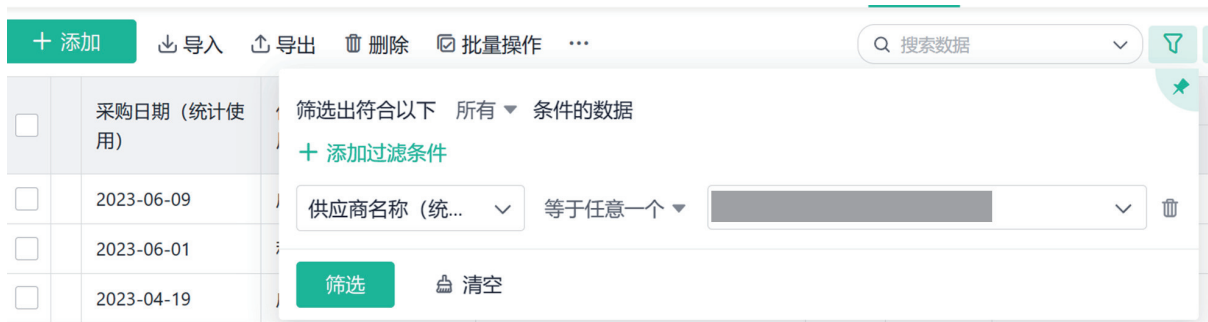 + 添加 导入 导出 删除 批量操作 ··· 搜索数据
采购日期（统计使
用）
筛选出符合以下 所有 条件的数据
+ 添加过滤条件
2023-06-09
供应商名称（统... 等于任意一个
2023-06-01
2023-04-19
筛选 清空